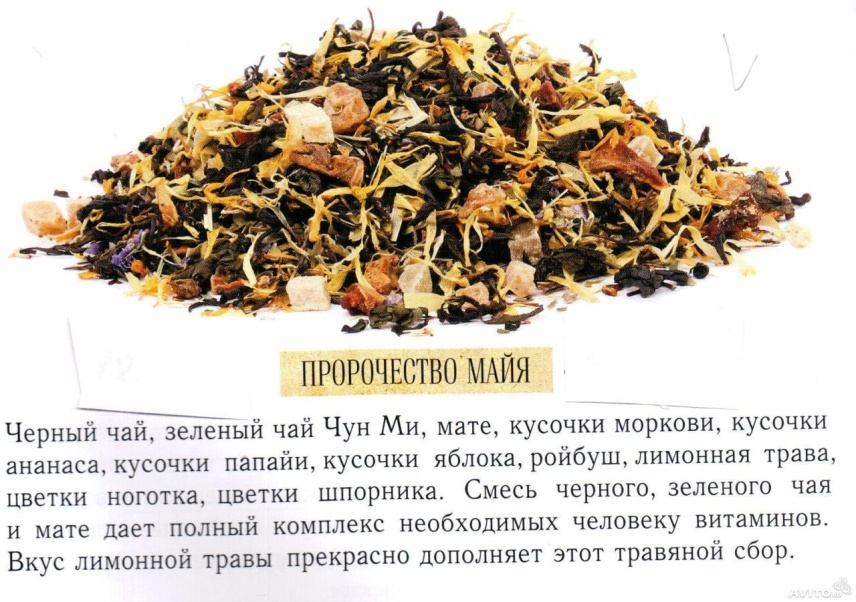 ПРОРОЧЕСТВО МАЙЯ
Черный чай, зеленый чай Чун Ми, мате, кусочки моркови, кусочки
ананаса, кусочки папайи, кусочки яблока, ройбуш, лимонная трава,
цветки ноготка, цветки шпорника. Смесь черного, зеленого чая
и мате дает полный комплекс необходимых человеку витаминов.
Вкус лимонной травы прекрасно дополняет этот травяной сбор.
AVITO.ru